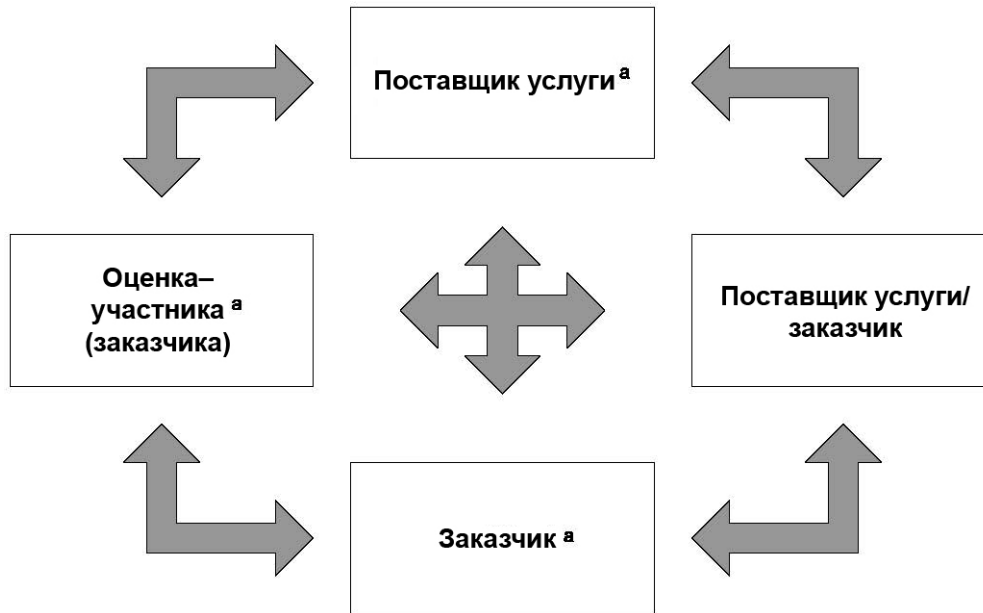 Поставщик услуги ª
Оценка–
участника ª
(заказчика)
Поставщик услуги/
заказчик
Заказчик ª